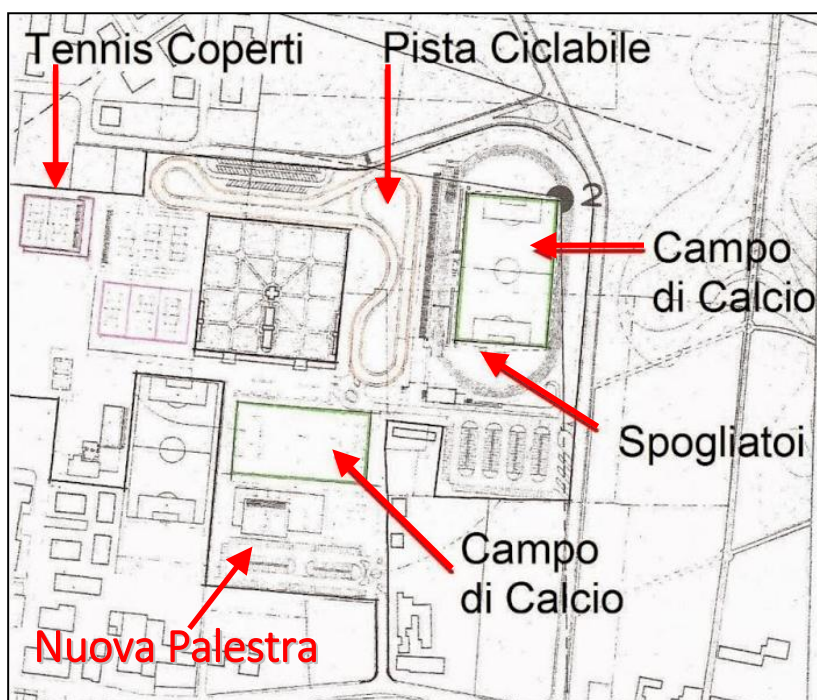 Tennis Coperti
Pista Ciclabile
2
Campo
di Calcio
Spogliatoi
Campo
di Calcio
Nuova Palestra